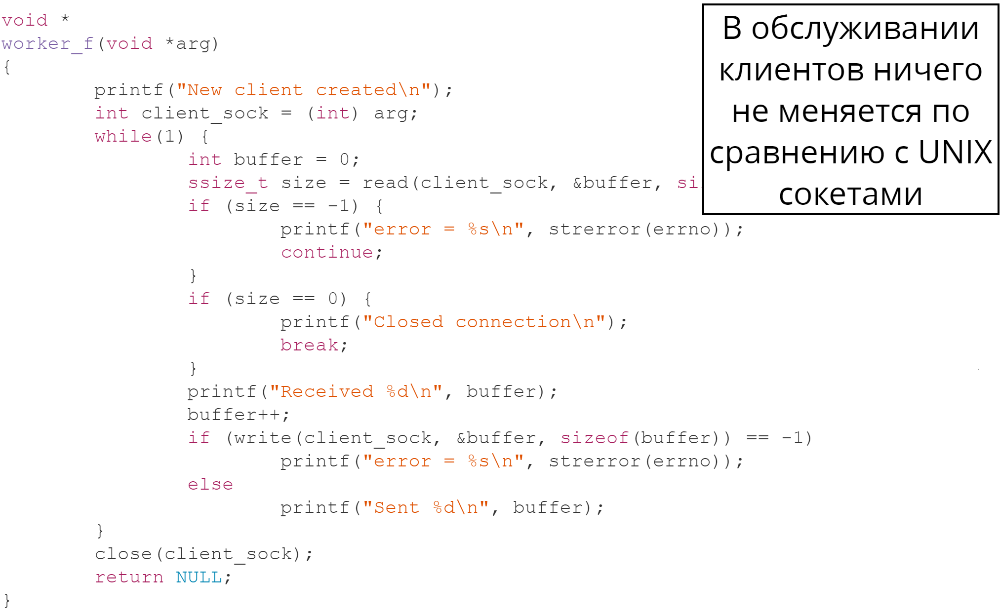 void *
worker_f(void *arg)
{
printf("New client created\n");
int client_sock = (int) arg;
while(1) {
int buffer = 0;
ssize_t size = read(client_sock, &buffer,
if (size == -1) {
printf("error = %s\n", strerror(errno));
continue;
}
if (size == 0) {
printf("Closed connection\n");
break;
}
printf("Received %d\n", buffer);
buffer++;
if (write(client_sock, &buffer, sizeof(buffer)) == -1)
printf("error = %s\n", strerror(errno));
else
printf("Sent %d\n", buffer);
}
close(client_sock);
return NULL;
}
В обслуживании
клиентов ничего
не меняется по
сравнению с UNIX
сокетами